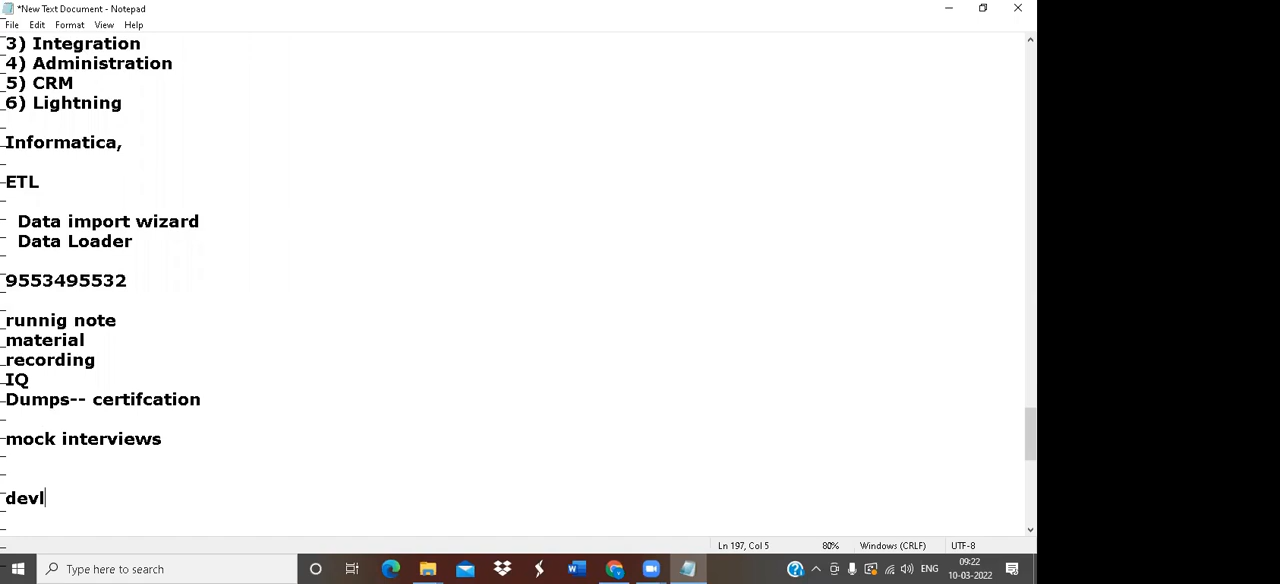 *New Text Document - Notepad
File Edit Format View Help
3) Integration
4) Administration
5) CRM
6) Lightning
Informatica,
ETL
Data import wizard
Data Loader
9553495532
runnig note
material
recording
IQ
Dumps-- certifcation
mock interviews
devl
Ln 197, Col 5 80% Windows (CRLF) UTF-8
Type here to search
ENG
09:22
10-03-2022